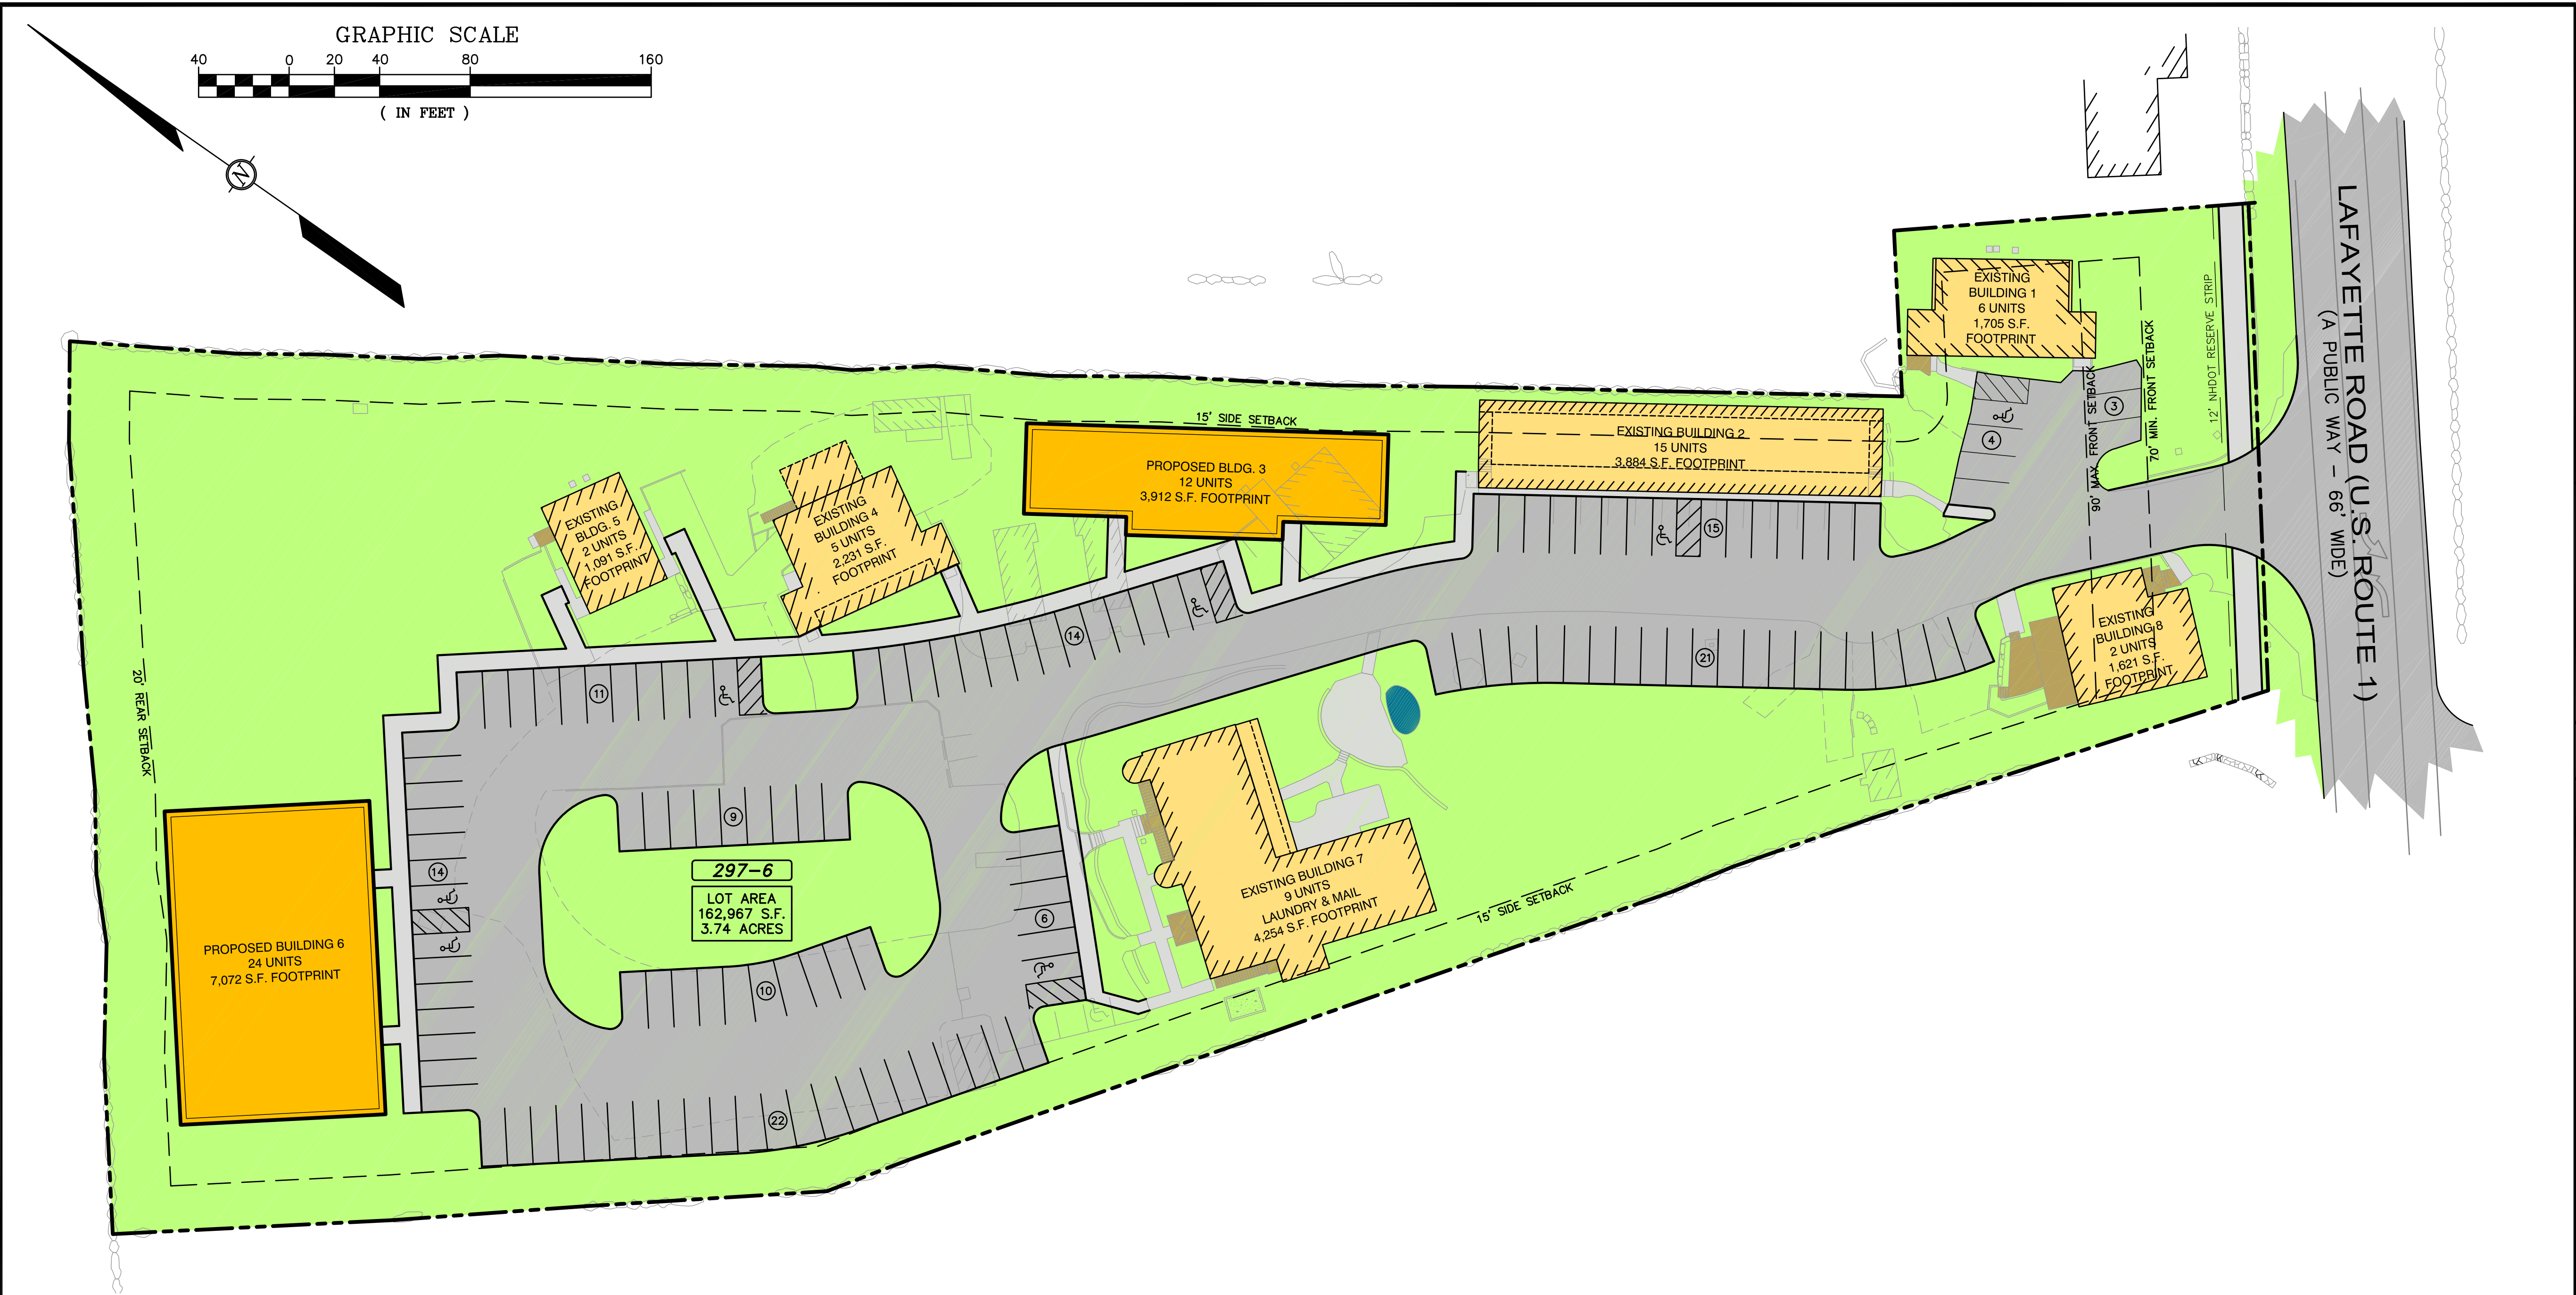 GRAPHIC SCALE
40 0 20 40 80 160
( IN FEET )
N
LAFAYETTE ROAD (U.S. ROUTE 1)
(A PUBLIC WAY – 66' WIDE)
12' NHDOT RESERVE STRIP
70' MIN. FRONT SETBACK
90' MAX. FRONT SETBACK
EXISTING
BUILDING 1
6 UNITS
1,705 S.F.
FOOTPRINT
3
4
15' SIDE SETBACK
EXISTING BUILDING 2
15 UNITS
3,884 S.F. FOOTPRINT
15
PROPOSED BLDG. 3
12 UNITS
3,912 S.F. FOOTPRINT
14
EXISTING
BUILDING 4
5 UNITS
2,231 S.F.
FOOTPRINT
EXISTING
BLDG. 5
2 UNITS
1,091 S.F.
FOOTPRINT
11
20' REAR SETBACK
21
EXISTING
BUILDING 8
2 UNITS
1,621 S.F.
FOOTPRINT
9
297-6
LOT AREA
162,967 S.F.
3.74 ACRES
14
6
10
22
PROPOSED BUILDING 6
24 UNITS
7,072 S.F. FOOTPRINT
EXISTING BUILDING 7
9 UNITS
LAUNDRY & MAIL
4,254 S.F. FOOTPRINT
15' SIDE SETBACK